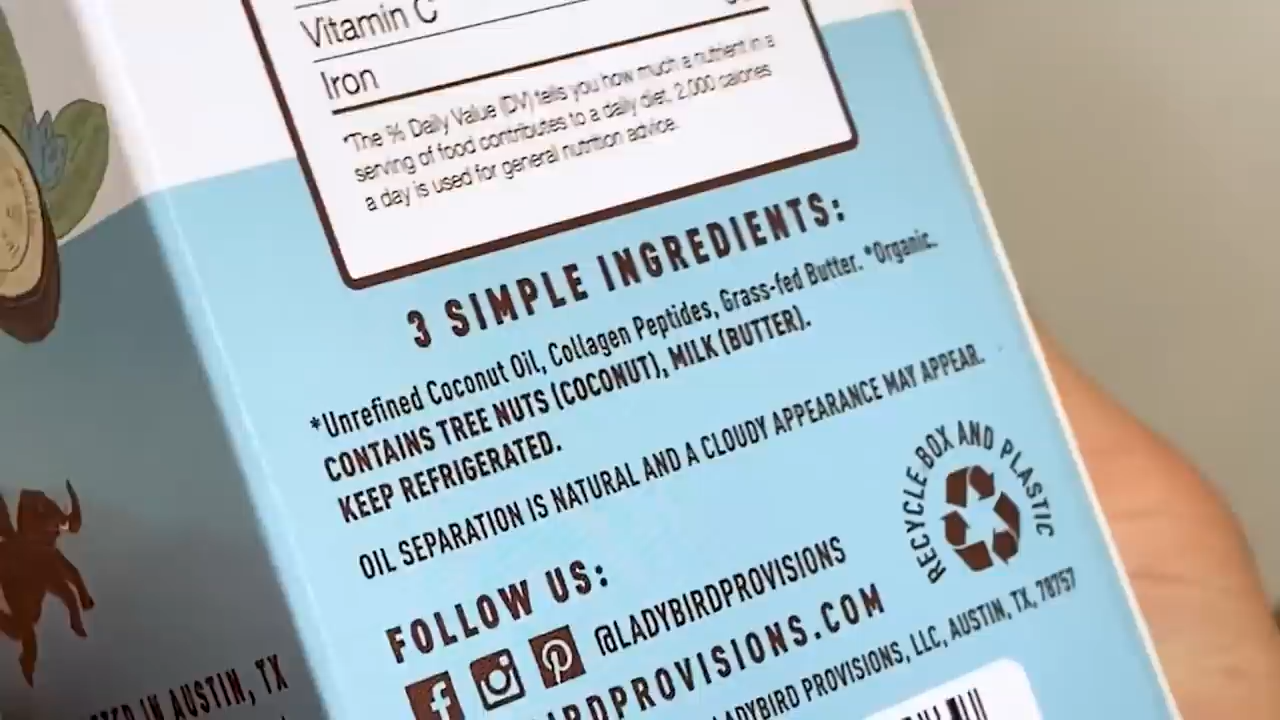 Vitamin C
Iron
*The % Daily Value (DV) tells you how much a nutrient in a
serving of food contributes to a daily diet. 2,000 calories
a day is used for general nutrition advice.
3 SIMPLE INGREDIENTS:
*Unrefined Coconut Oil, Collagen Peptides, Grass-fed Butter. *Organic.
CONTAINS TREE NUTS (COCONUT), MILK (BUTTER).
KEEP REFRIGERATED.
OIL SEPARATION IS NATURAL AND A CLOUDY APPEARANCE MAY APPEAR.
RECYCLE BOX AND PLASTIC
FOLLOW US:
@LADYBIRDPROVISIONS
BIRDPROVISIONS.COM
LADYBIRD PROVISIONS, LLC, AUSTIN, TX, 78757
IN AUSTIN, TX